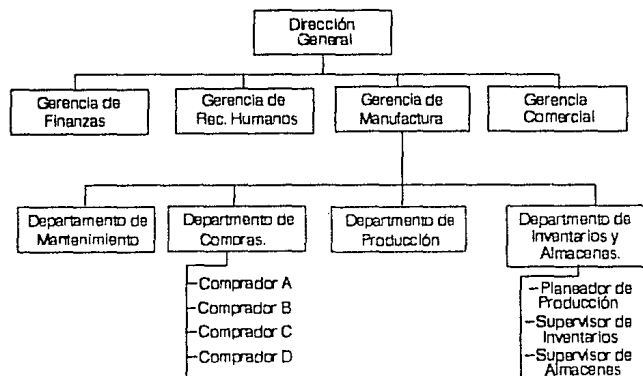 Dirección
General
Gerencia de
Finanzas
Gerencia de
Rec. Humanos
Gerencia de
Manufactura
Gerencia
Comercial
Departamento de
Mantenimiento
Departmento de
Compras.
Departmento de
Producción
Departmento de
Inventarios y
Almacenes.
Comprador A
Comprador B
Comprador C
Comprador D
Planeador de
Producción
Supervisor de
Inventarios
Supervisor de
Almacenes